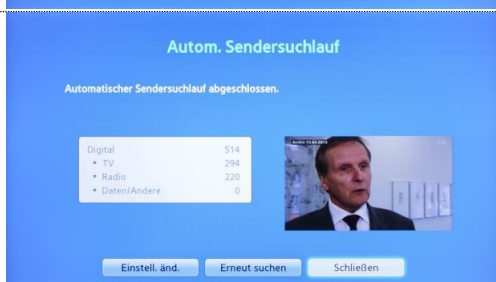 Autom. Sendersuchlauf
Automatischer Sendersuchlauf abgeschlossen.
Digital 514
• TV 294
• Radio 220
• Daten/Andere 0
Einstell. änd. Erneut suchen Schließen